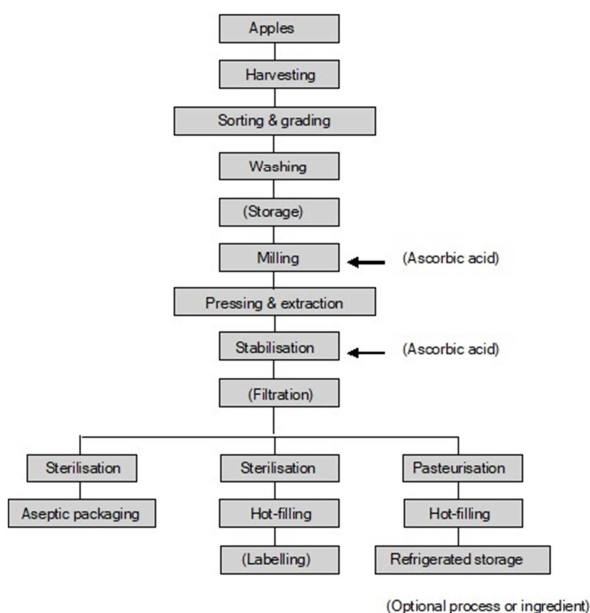 Apples
Harvesting
Sorting & grading
Washing
(Storage)
Milling
(Ascorbic acid)
Pressing & extraction
Stabilisation
(Ascorbic acid)
(Filtration)
Sterilisation
Sterilisation
Pasteurisation
Aseptic packaging
Hot-filling
Hot-filling
(Labelling)
Refrigerated storage
(Optional process or ingredient)